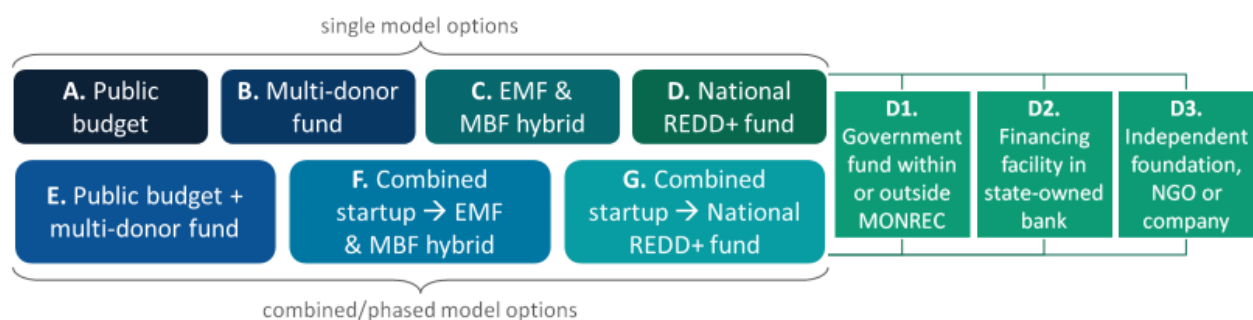 single model options
A. Public
budget
B. Multi-donor
fund
C. EMF &
MBF hybrid
D. National
REDD+ fund
D1.
Government
fund within
or outside
MONREC
D2.
Financing
facility in
state-owned
bank
D3.
Independent
foundation,
NGO or
company
E. Public budget +
multi-donor fund
F. Combined
startup → EMF
& MBF hybrid
G. Combined
startup → National
REDD+ fund
combined/phased model options